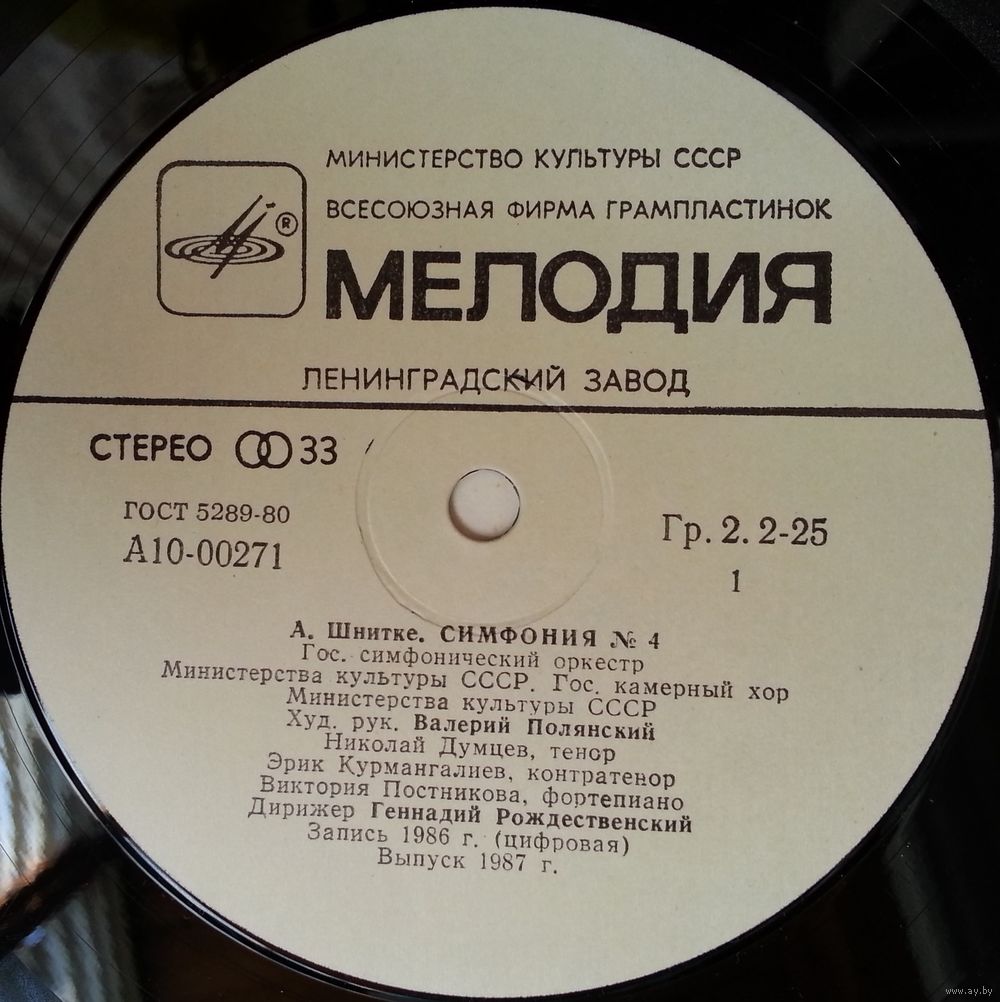 МИНИСТЕРСТВО КУЛЬТУРЫ СССР
ВСЕСОЮЗНАЯ ФИРМА ГРАМПЛАСТИНОК
®
МЕЛОДИЯ
ЛЕНИНГРАДСКИЙ ЗАВОД
СТЕРЕО 33
ГОСТ 5289-80
А10-00271
Гр. 2. 2-25
1
А. Шнитке. СИМФОНИЯ № 4
Гос. симфонический оркестр
Министерства культуры СССР. Гос. камерный хор
Министерства культуры СССР
Худ. рук. Валерий Полянский
Николай Думцев, тенор
Эрик Курмангалиев, контратенор
Виктория Постникова, фортепиано
Дирижер Геннадий Рождественский
Запись 1986 г. (цифровая)
Выпуск 1987 г.
www.ay.by